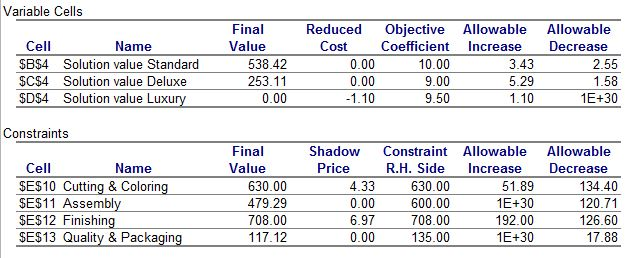 Variable Cells
Final Reduced Objective Allowable Allowable
Cell Name Value Cost Coefficient Increase Decrease
$B$4 Solution value Standard 538.42 0.00 10.00 3.43 2.55
$C$4 Solution value Deluxe 253.11 0.00 9.00 5.29 1.58
$D$4 Solution value Luxury 0.00 -1.10 9.50 1.10 1E+30
Constraints
Final Shadow Constraint Allowable Allowable
Cell Name Value Price R.H. Side Increase Decrease
$E$10 Cutting & Coloring 630.00 4.33 630.00 51.89 134.40
$E$11 Assembly 479.29 0.00 600.00 1E+30 120.71
$E$12 Finishing 708.00 6.97 708.00 192.00 126.60
$E$13 Quality & Packaging 117.12 0.00 135.00 1E+30 17.88